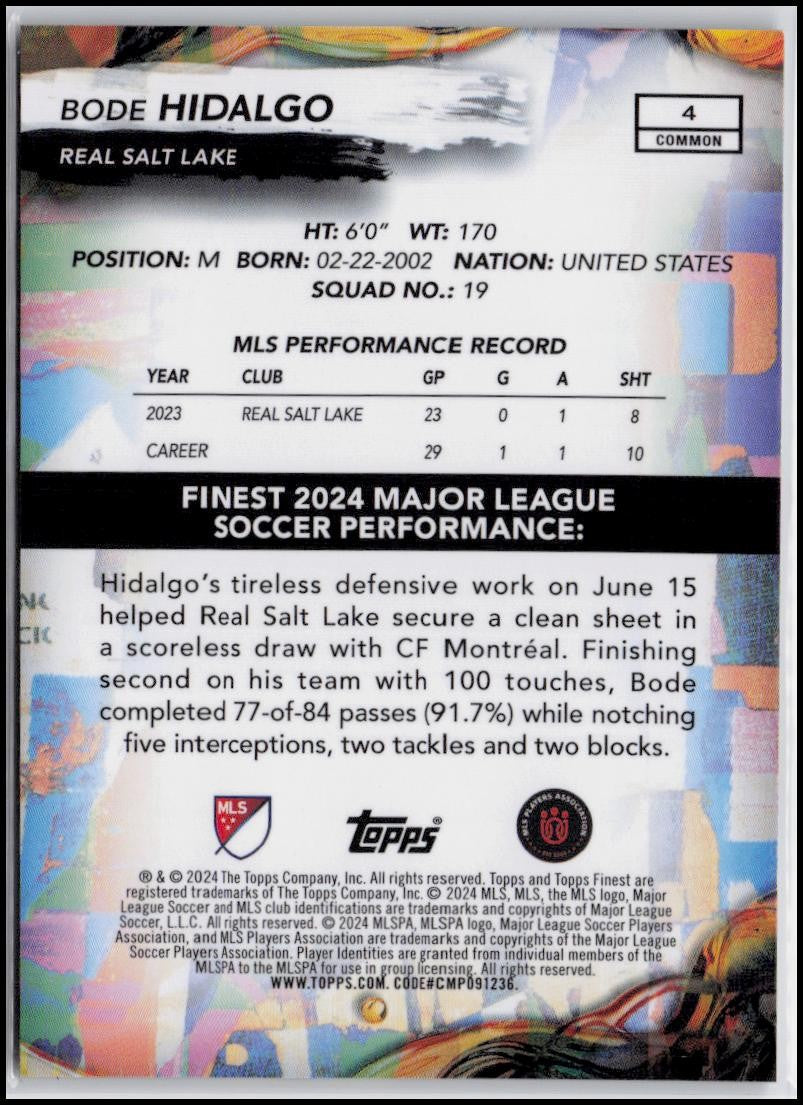 BODE HIDALGO
REAL SALT LAKE
4
COMMON
HT: 6'0" WT: 170
POSITION: M BORN: 02-22-2002 NATION: UNITED STATES
SQUAD NO.: 19
MLS PERFORMANCE RECORD
YEAR CLUB GP G A SHT
2023 REAL SALT LAKE 23 0 1 8
CAREER 29 1 1 10
FINEST 2024 MAJOR LEAGUE
SOCCER PERFORMANCE:
Hidalgo's tireless defensive work on June 15
helped Real Salt Lake secure a clean sheet in
a scoreless draw with CF Montréal. Finishing
second on his team with 100 touches, Bode
completed 77-of-84 passes (91.7%) while notching
five interceptions, two tackles and two blocks.
MLS
topps®
MLS PLAYERS ASSOCIATION
® & © 2024 The Topps Company, Inc. All rights reserved. Topps and Topps Finest are
registered trademarks of The Topps Company, Inc. © 2024 MLS, MLS, the MLS logo, Major
League Soccer and MLS club identifications are trademarks and copyrights of Major League
Soccer, L.L.C. All rights reserved. © 2024 MLSPA, MLSPA logo, Major League Soccer Players
Association, and MLS Players Association are trademarks and copyrights of the Major League
Soccer Players Association. Player Identities are granted from individual members of the
MLSPA to the MLSPA for use in group licensing. All rights reserved.
WWW.TOPPS.COM. CODE#CMP091236.